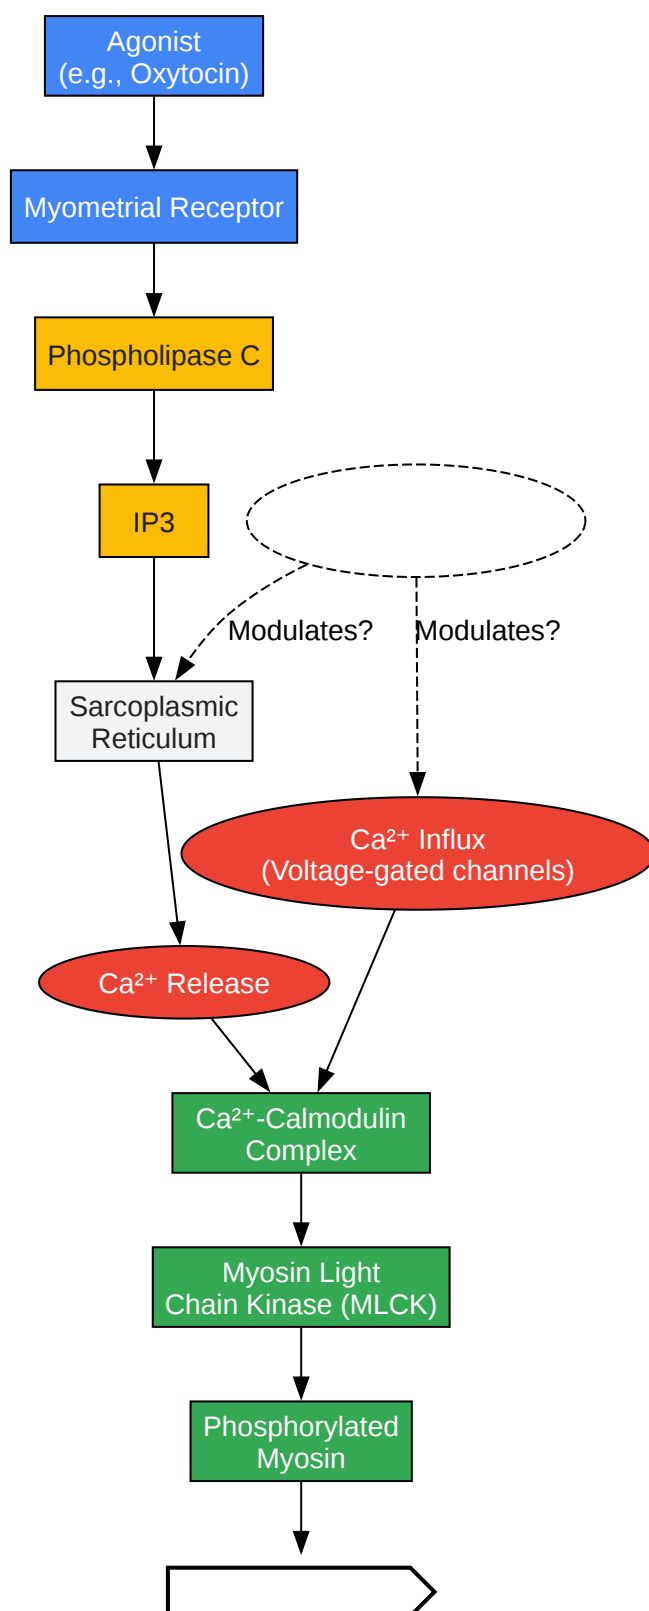 Agonist
(e.g., Oxytocin)
Myometrial Receptor
Phospholipase C
IP3
Modulates?
Modulates?
Sarcoplasmic
Reticulum
Ca²⁺ Influx
(Voltage-gated channels)
Ca²⁺ Release
Ca²⁺-Calmodulin
Complex
Myosin Light
Chain Kinase (MLCK)
Phosphorylated
Myosin